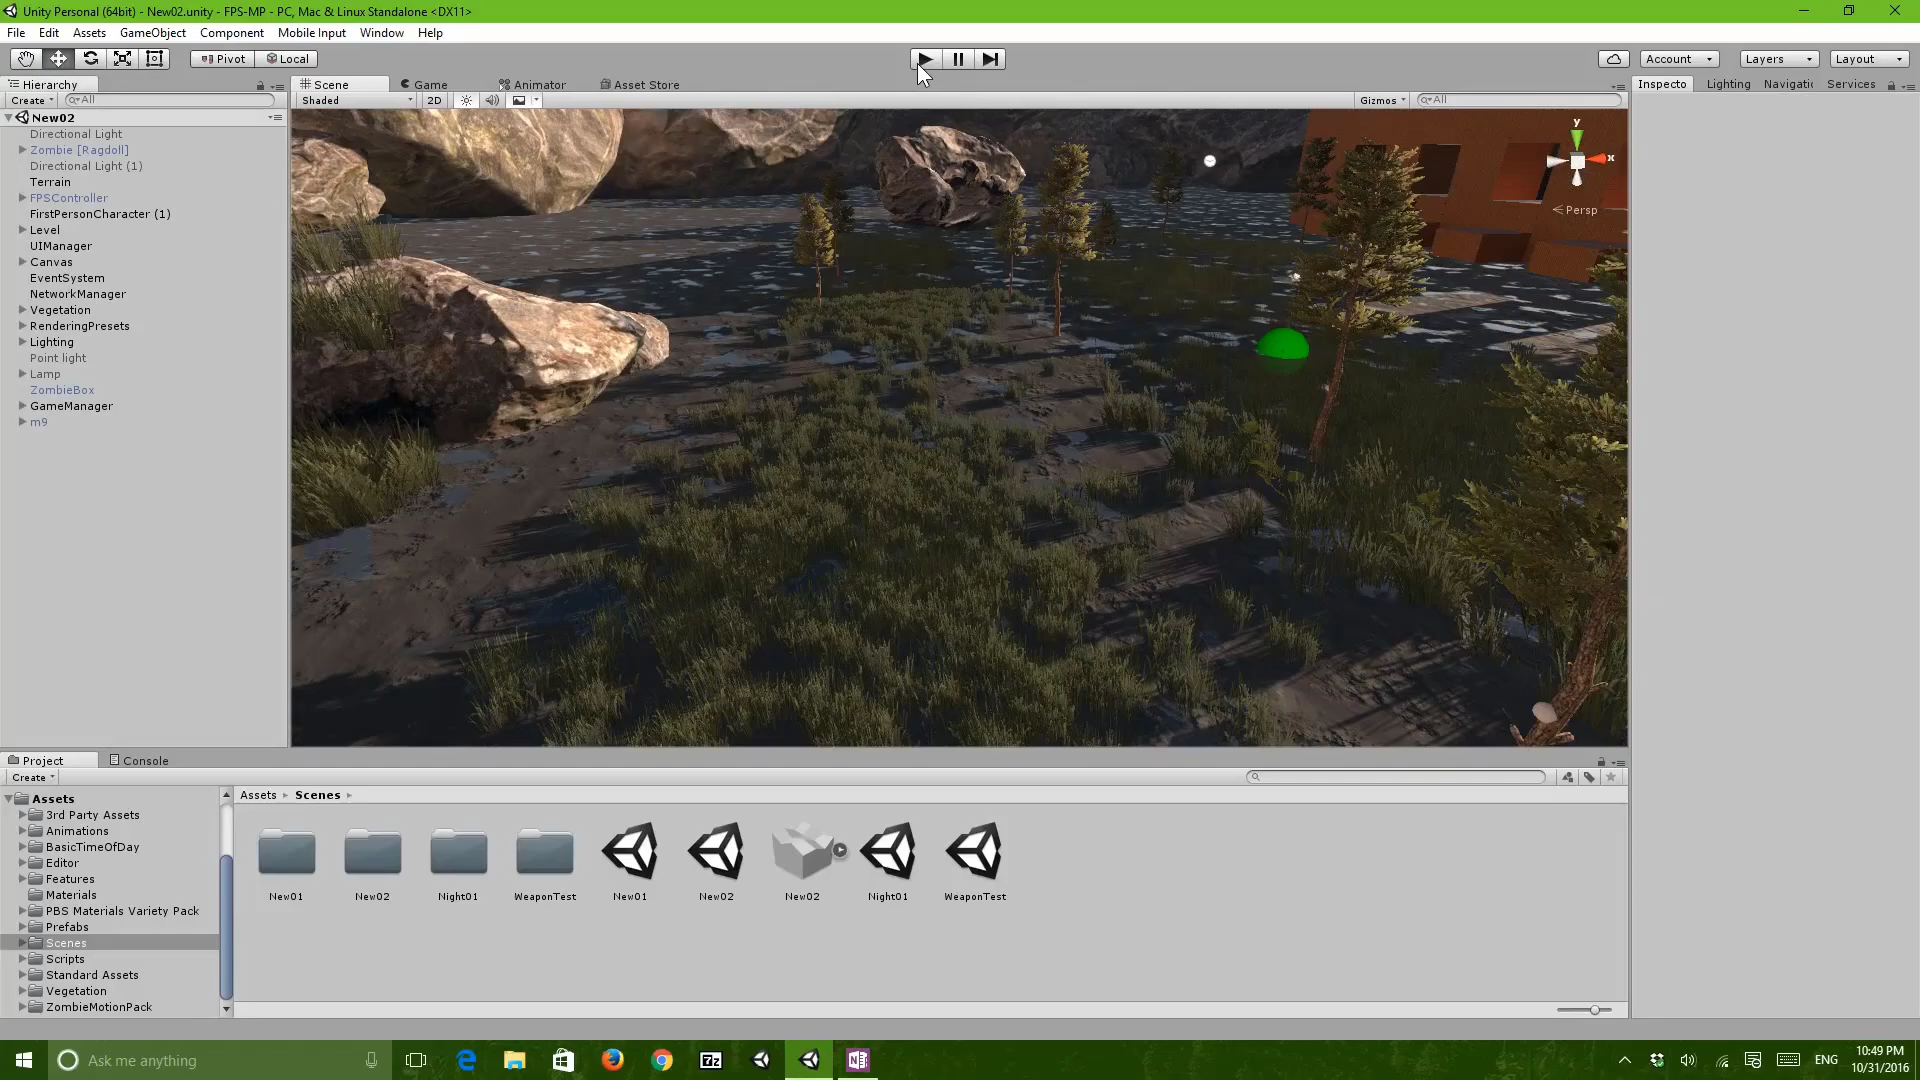 Unity Personal (64bit) - New02.unity - FPS-MP - PC, Mac & Linux Standalone <DX11>
File Edit Assets GameObject Component Mobile Input Window Help
Pivot Local Account Layers Layout
Hierarchy Scene Game Animator Asset Store Inspecto Lighting Navigatic Services
Create All Shaded 2D Gizmos All
New02
Directional Light
Zombie [Ragdoll]
Directional Light (1)
Terrain
FPSController
FirstPersonCharacter (1)
Level
UIManager
Canvas
EventSystem
NetworkManager
Vegetation
RenderingPresets
Lighting
Point light
Lamp
ZombieBox
GameManager
m9
y
x
Persp
Project Console
Create
Assets
3rd Party Assets
Animations
BasicTimeOfDay
Editor
Features
Materials
PBS Materials Variety Pack
Prefabs
Scenes
Scripts
Standard Assets
Vegetation
ZombieMotionPack
Assets Scenes
New01 New02 Night01 WeaponTest New01 New02 New02 Night01 WeaponTest
Ask me anything
7z
N
ENG
10:49 PM
10/31/2016